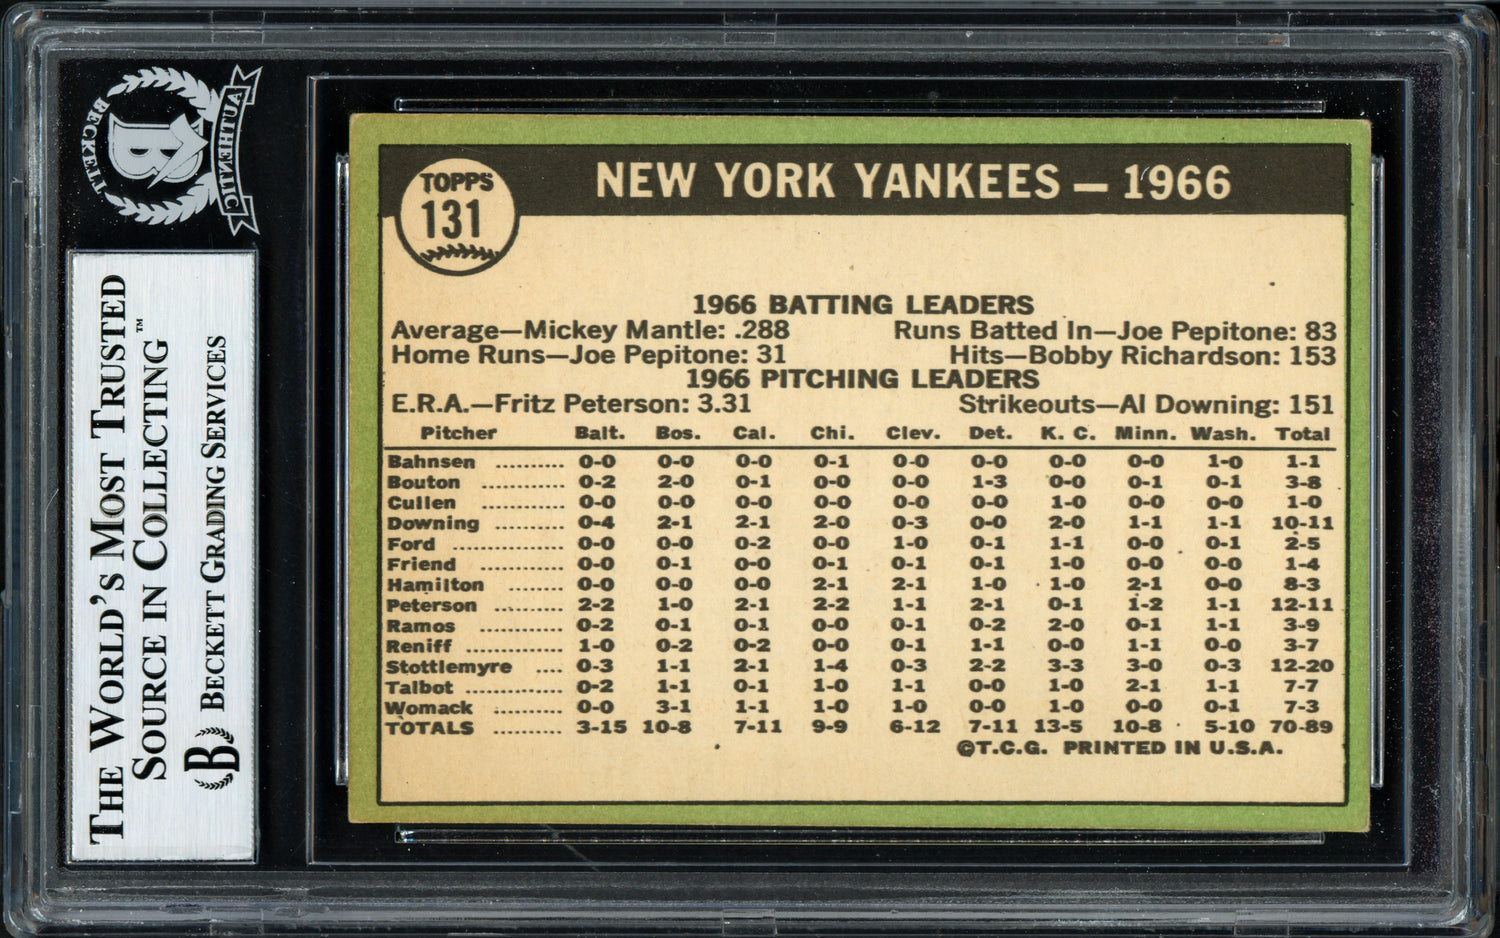 AUTHENTIC
BECKETT
THE WORLD'S MOST TRUSTED
SOURCE IN COLLECTING™
BECKETT GRADING SERVICES
TOPPS
131
NEW YORK YANKEES — 1966
1966 BATTING LEADERS
Average—Mickey Mantle: .288 Runs Batted In—Joe Pepitone: 83
Home Runs—Joe Pepitone: 31 Hits—Bobby Richardson: 153
1966 PITCHING LEADERS
E.R.A.—Fritz Peterson: 3.31 Strikeouts—Al Downing: 151
Pitcher Balt. Bos. Cal. Chi. Clev. Det. K. C. Minn. Wash. Total
Bahnsen .......... 0-0 0-0 0-0 0-1 0-0 0-0 0-0 0-0 1-0 1-1
Bouton ............ 0-2 2-0 0-1 0-0 0-0 1-3 0-0 0-1 0-1 3-8
Cullen ............ 0-0 0-0 0-0 0-0 0-0 0-0 1-0 0-0 0-0 1-0
Downing .......... 0-4 2-1 2-1 2-0 0-3 0-0 2-0 1-1 1-1 10-11
Ford ................ 0-0 0-0 0-2 0-0 1-0 0-1 1-1 0-0 0-1 2-5
Friend ............ 0-0 0-1 0-0 0-1 0-1 0-1 1-0 0-0 0-0 1-4
Hamilton ........ 0-0 0-0 0-0 2-1 2-1 1-0 1-0 2-1 0-0 8-3
Peterson .......... 2-2 1-0 2-1 2-2 1-1 2-1 0-1 1-2 1-1 12-11
Ramos ............ 0-2 0-1 0-1 0-0 0-1 0-2 2-0 0-1 1-1 3-9
Reniff ............ 1-0 0-2 0-2 0-0 0-1 1-1 0-0 1-1 0-0 3-7
Stottlemyre .... 0-3 1-1 2-1 1-4 0-3 2-2 3-3 3-0 0-3 12-20
Talbot .............. 0-2 1-1 0-1 1-0 1-1 0-0 1-0 2-1 1-1 7-7
Womack .......... 0-0 3-1 1-1 1-0 1-0 0-0 1-0 0-0 0-1 7-3
TOTALS .......... 3-15 10-8 7-11 9-9 6-12 7-11 13-5 10-8 5-10 70-89
©T.C.G. PRINTED IN U.S.A.